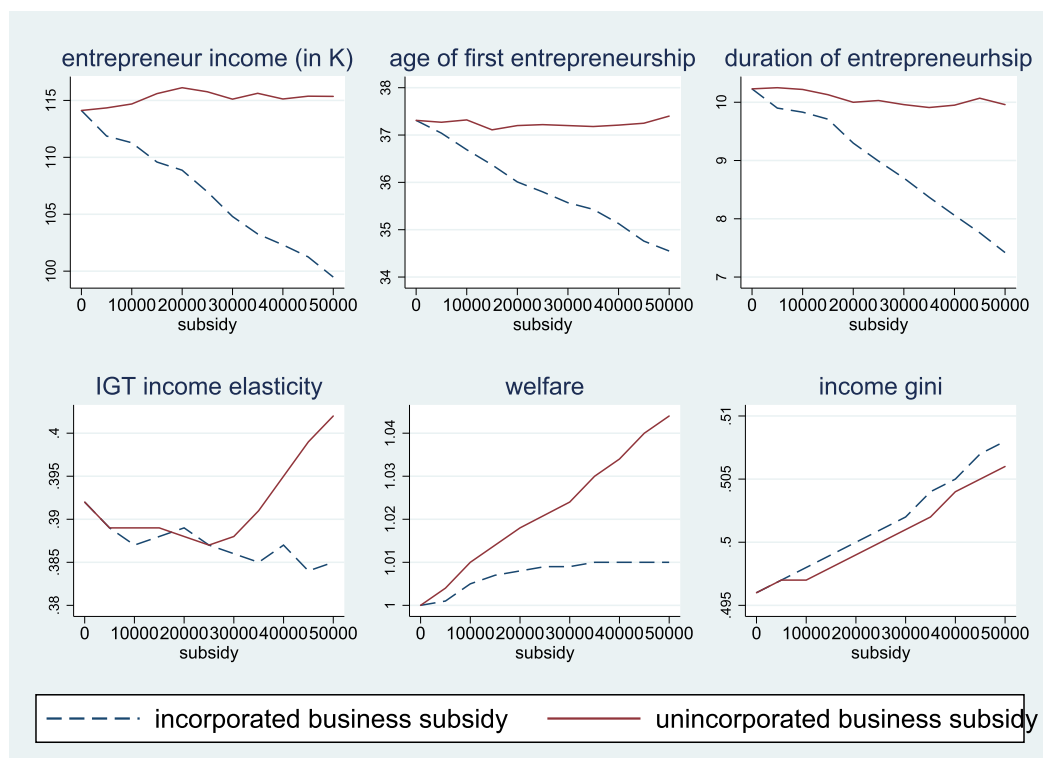 entrepreneur income (in K)
115
110
105
100
0 10000 20000 30000 40000 50000
subsidy
age of first entrepreneurship
38
37
36
35
34
0 10000 20000 30000 40000 50000
subsidy
duration of entrepreneurhsip
10
9
8
7
0 10000 20000 30000 40000 50000
subsidy
IGT income elasticity
.4
.395
.39
.385
.38
0 10000 20000 30000 40000 50000
subsidy
welfare
1.04
1.03
1.02
1.01
1
0 10000 20000 30000 40000 50000
subsidy
income gini
.51
.505
.5
.495
0 10000 20000 30000 40000 50000
subsidy
incorporated business subsidy
unincorporated business subsidy